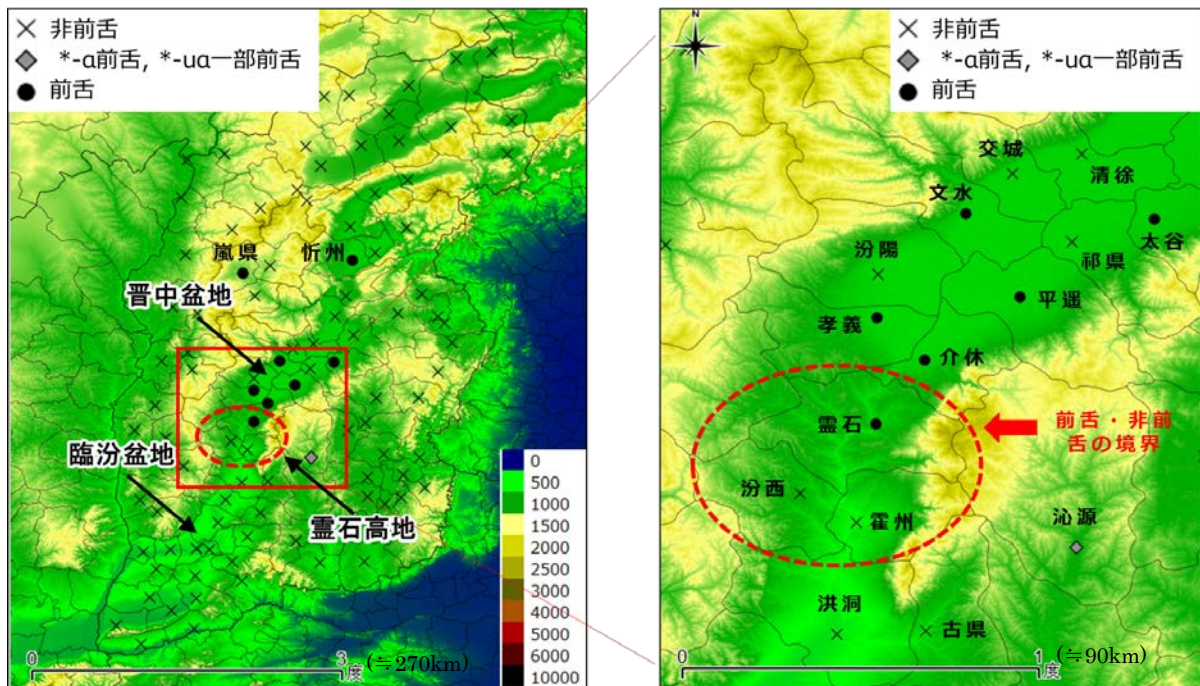 非前舌
*-ɑ前舌, *-uɑ一部前舌
前舌
嵐県
忻州
晋中盆地
臨汾盆地
霊石高地
0
500
1000
1500
2000
2500
3000
4000
5000
6000
10000
0
3
度
(≒270km)
N
非前舌
*-ɑ前舌, *-uɑ一部前舌
前舌
交城
清徐
文水
太谷
汾陽
祁県
平遥
孝義
介休
霊石
前舌・非前
舌の境界
汾西
霍州
沁源
洪洞
古県
0
1
度
(≒90km)